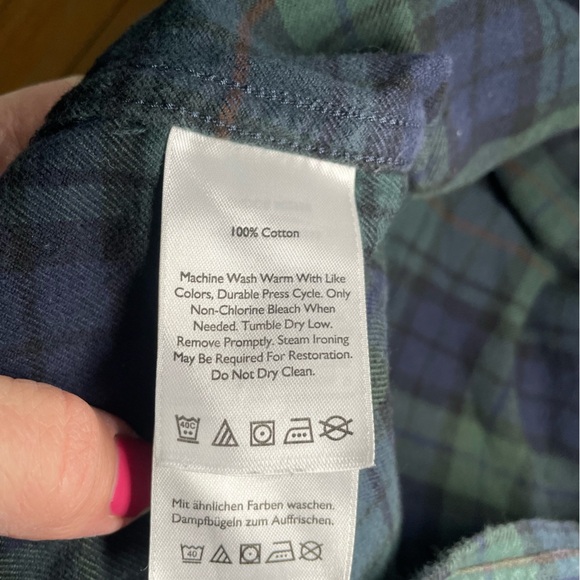 100% Cotton
Machine Wash Warm With Like
Colors, Durable Press Cycle. Only
Non-Chlorine Bleach When
Needed. Tumble Dry Low.
Remove Promptly. Steam Ironing
May Be Required For Restoration.
Do Not Dry Clean.
40C
Mit ähnlichen Farben waschen.
Dampfbügeln zum Auffrischen.
40